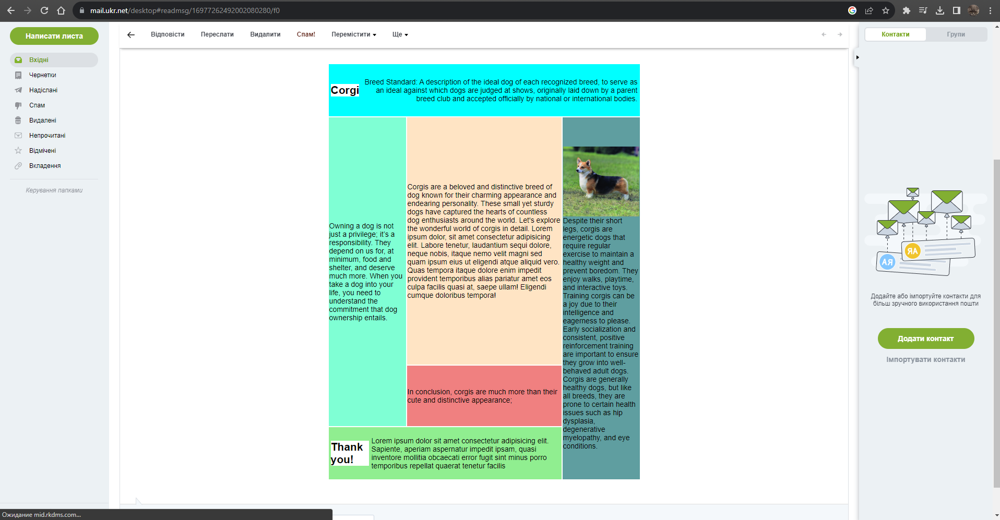 mail.ukr.net/desktop#readmsg/16977262492002080280/f0
Написати листа
Вхідні
Чернетки
Надіслані
Спам
Видалені
Непрочитані
Відмічені
Вкладення
Керування папками
Відповісти Переслати Видалити Спам! Перемістити Ще
Corgi
Breed Standard: A description of the ideal dog of each recognized breed, to serve as
an ideal against which dogs are judged at shows, originally laid down by a parent
breed club and accepted officially by national or international bodies.
Owning a dog is not
just a privilege; it's a
responsibility. They
depend on us for, at
minimum, food and
shelter, and deserve
much more. When you
take a dog into your
life, you need to
understand the
commitment that dog
ownership entails.
Corgis are a beloved and distinctive breed of
dog known for their charming appearance and
endearing personality. These small yet sturdy
dogs have captured the hearts of countless
dog enthusiasts around the world. Let's explore
the wonderful world of corgis in detail. Lorem
ipsum dolor, sit amet consectetur adipisicing
elit. Labore tenetur, laudantium sequi dolore,
neque nobis, itaque nemo velit magni sed
quam ipsum eius ut eligendi atque aliquid vero.
Quas tempora itaque dolore enim impedit
provident temporibus alias pariatur amet eos
culpa facilis quasi at, saepe ullam! Eligendi
cumque doloribus tempora!
In conclusion, corgis are much more than their
cute and distinctive appearance;
Despite their short
legs, corgis are
energetic dogs that
require regular
exercise to maintain a
healthy weight and
prevent boredom. They
enjoy walks, playtime,
and interactive toys.
Training corgis can be
a joy due to their
intelligence and
eagerness to please.
Early socialization and
consistent, positive
reinforcement training
are important to ensure
they grow into well-
behaved adult dogs.
Corgis are generally
healthy dogs, but like
all breeds, they are
prone to certain health
issues such as hip
dysplasia,
degenerative
myelopathy, and eye
conditions.
Thank
you!
Lorem ipsum dolor sit amet consectetur adipisicing elit.
Sapiente, aperiam aspernatur impedit ipsam, quasi
inventore mollitia obcaecati error fugit sint minus porro
temporibus repellat quaerat tenetur facilis
Контакти Групи
ЯА
АЯ
Додайте або імпортуйте контакти для
більш зручного використання пошти
Додати контакт
Імпортувати контакти
Ожидание mid.rkdms.com...